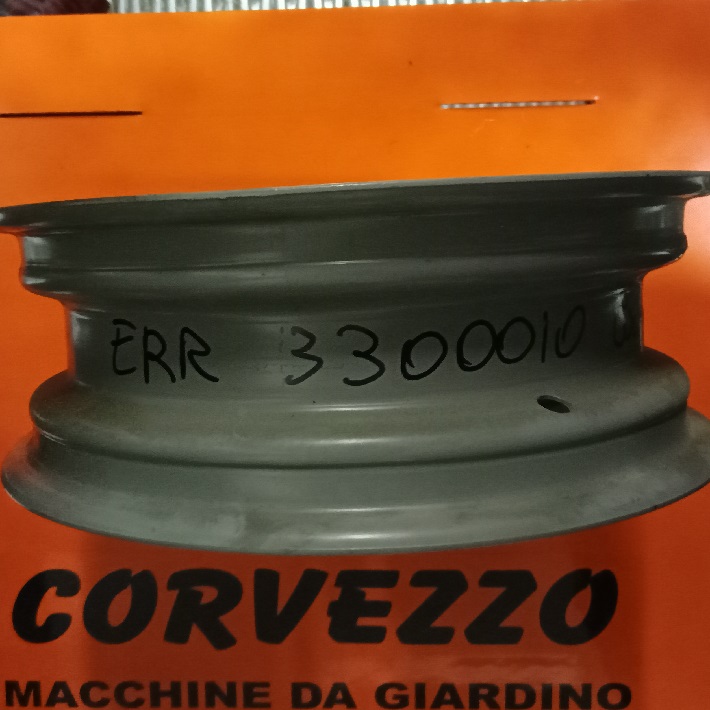 ERR 3300010
CORVEZZO
MACCHINE DA GIARDINO